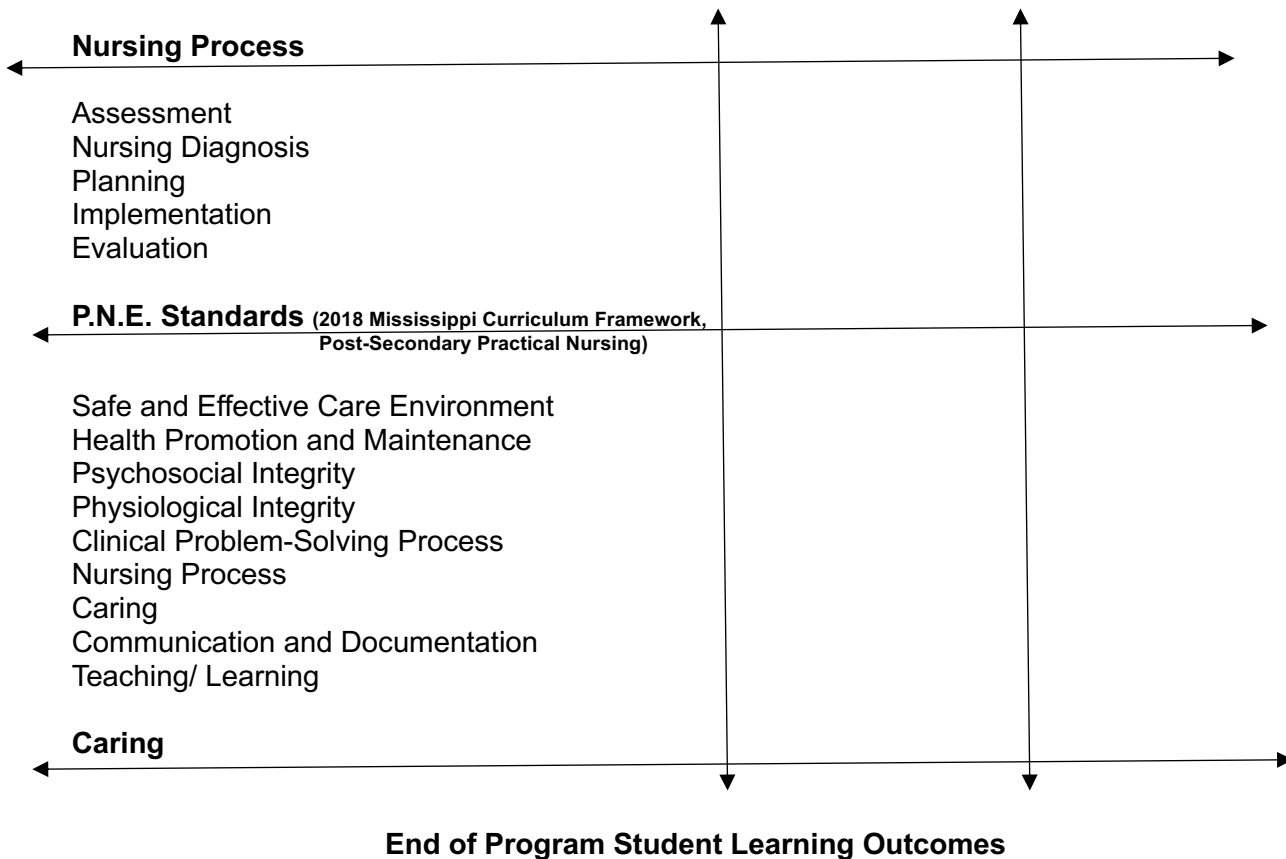 Nursing Process
Assessment
Nursing Diagnosis
Planning
Implementation
Evaluation
P.N.E. Standards (2018 Mississippi Curriculum Framework,
Post-Secondary Practical Nursing)
Safe and Effective Care Environment
Health Promotion and Maintenance
Psychosocial Integrity
Physiological Integrity
Clinical Problem-Solving Process
Nursing Process
Caring
Communication and Documentation
Teaching/ Learning
Caring
End of Program Student Learning Outcomes